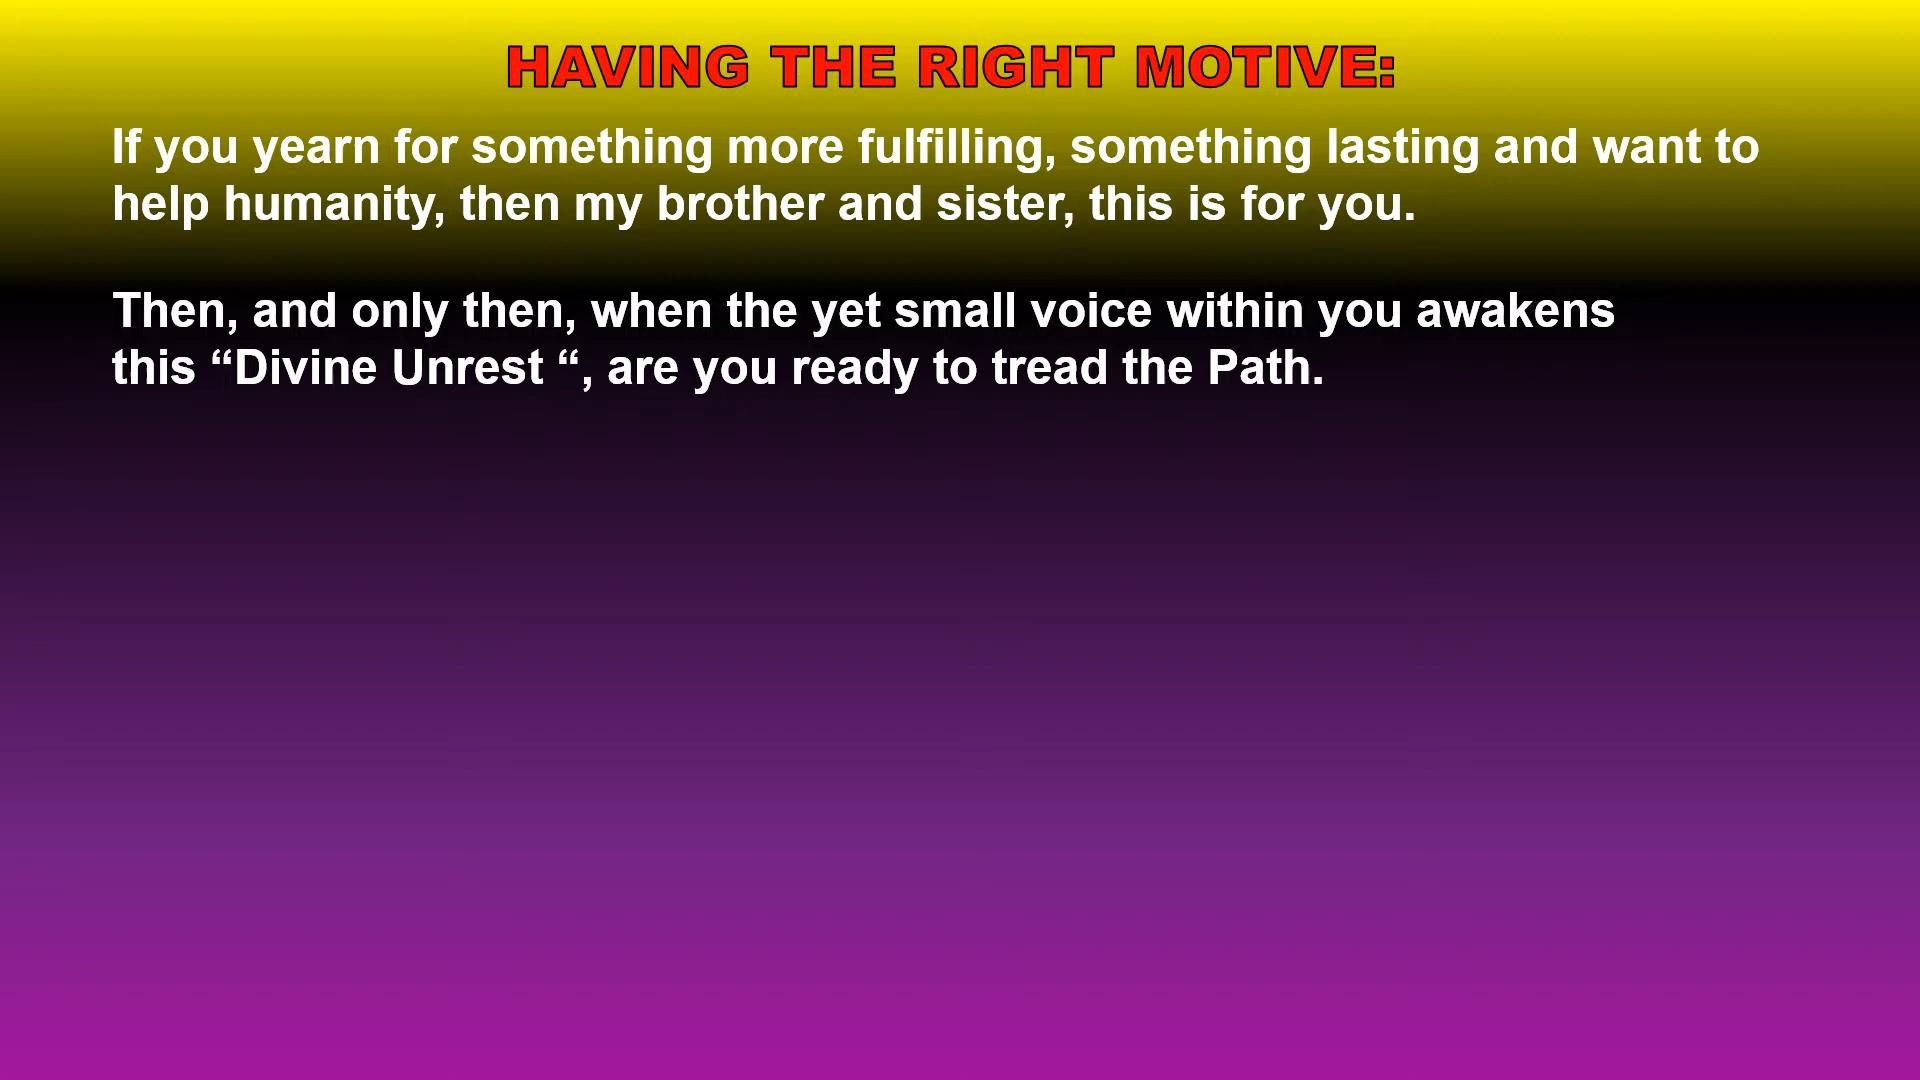 HAVING THE RIGHT MOTIVE:
If you yearn for something more fulfilling, something lasting and want to
help humanity, then my brother and sister, this is for you.
Then, and only then, when the yet small voice within you awakens
this “Divine Unrest “, are you ready to tread the Path.